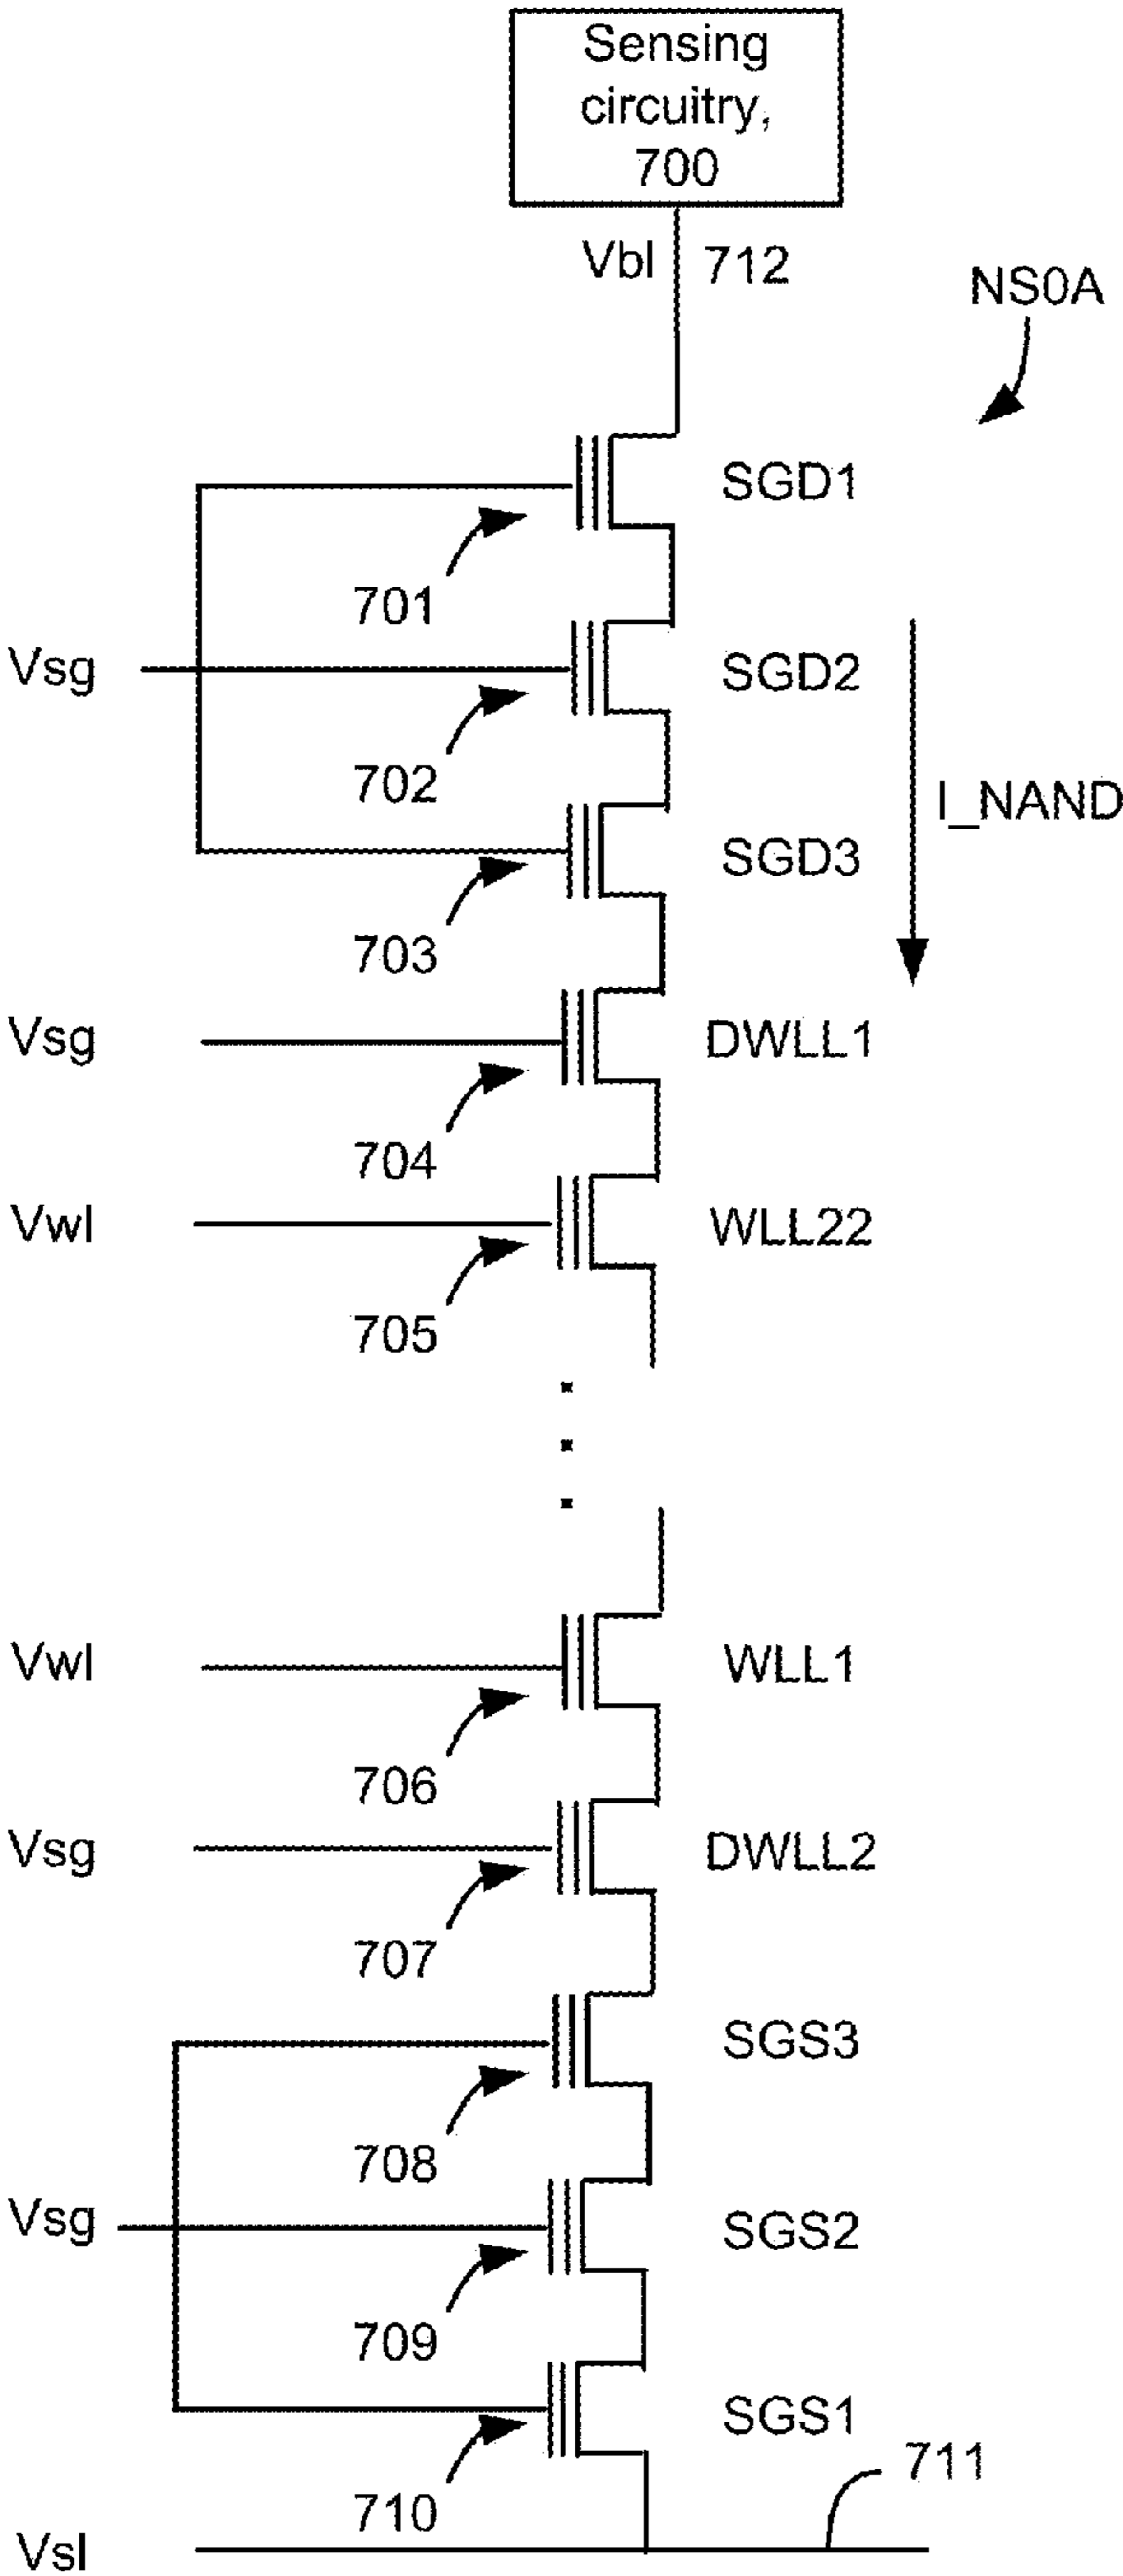 Sensing
circuitry,
700
Vbl 712
NS0A
SGD1
701
Vsg SGD2
702
I_NAND
SGD3
703
Vsg DWLL1
704
Vwl WLL22
705
Vwl WLL1
706
Vsg DWLL2
707
SGS3
708
Vsg SGS2
709
SGS1
711
710
Vsl